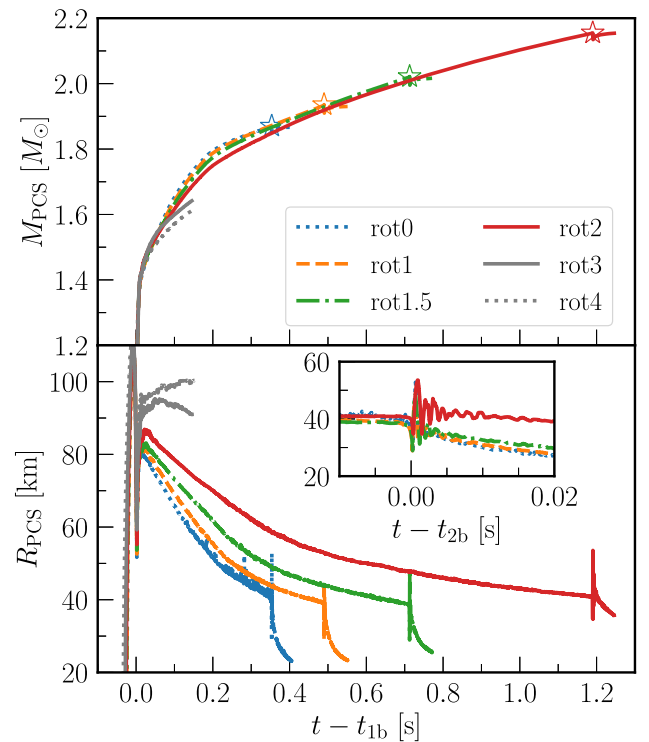 2.2
2.0
1.8
1.6
1.4
1.2
M_PCS [M_⊙]
rot0 rot2
rot1 rot3
rot1.5 rot4
100
80
60
40
20
R_PCS [km]
60
40
20
0.00 0.02
t − t_2b [s]
0.0 0.2 0.4 0.6 0.8 1.0 1.2
t − t_1b [s]